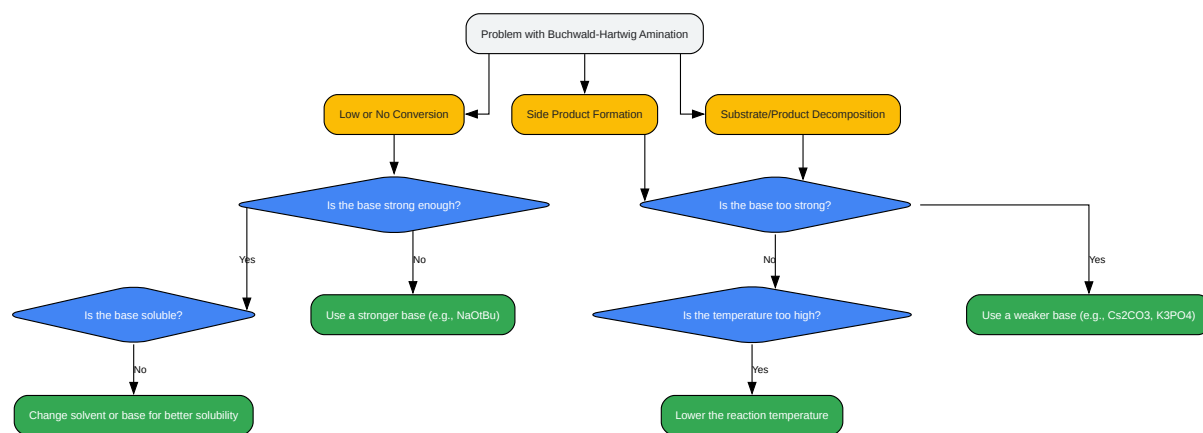 Problem with Buchwald-Hartwig Amination
Low or No Conversion
Side Product Formation
Substrate/Product Decomposition
Is the base strong enough?
Is the base too strong?
Yes
No
No
Yes
Is the base soluble?
Use a stronger base (e.g., NaOtBu)
Is the temperature too high?
Use a weaker base (e.g., Cs2CO3, K3PO4)
No
Yes
Change solvent or base for better solubility
Lower the reaction temperature